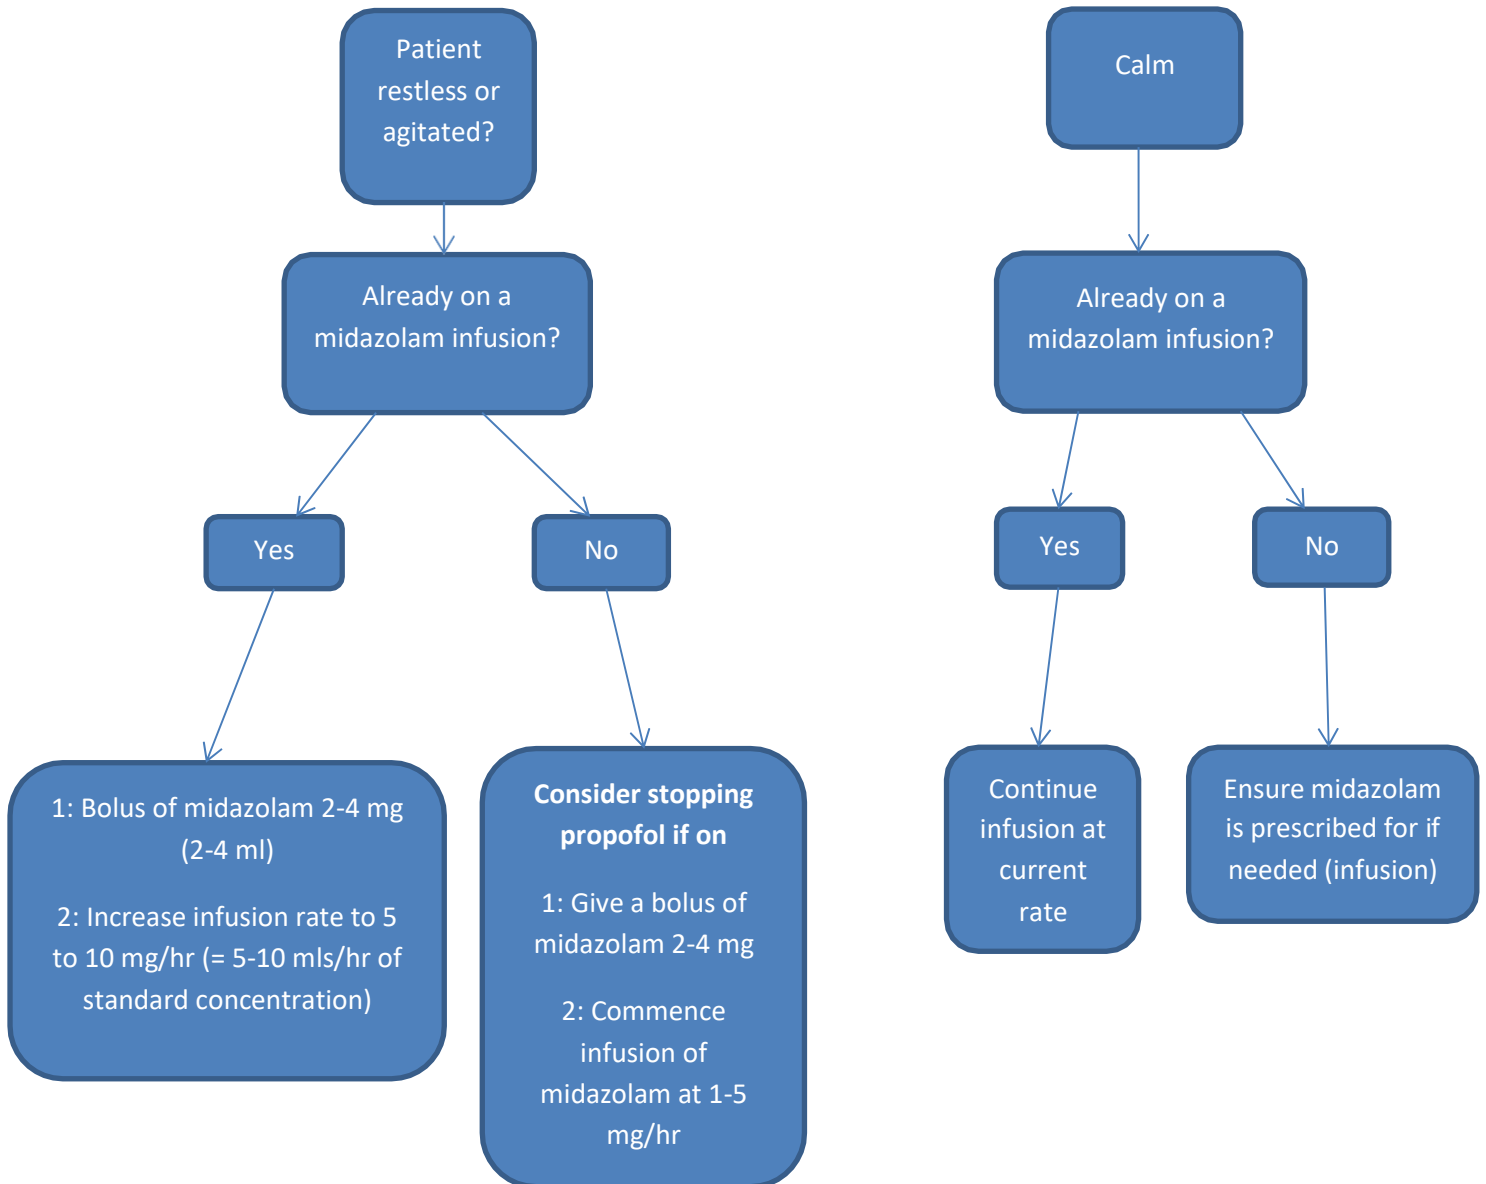 Patient
restless or
agitated?
Calm
Already on a
midazolam infusion?
Already on a
midazolam infusion?
Yes
No
Yes
No
1: Bolus of midazolam 2-4 mg
(2-4 ml)
2: Increase infusion rate to 5
to 10 mg/hr (= 5-10 mls/hr of
standard concentration)
Consider stopping
propofol if on
1: Give a bolus of
midazolam 2-4 mg
2: Commence
infusion of
midazolam at 1-5
mg/hr
Continue
infusion at
current
rate
Ensure midazolam
is prescribed for if
needed (infusion)